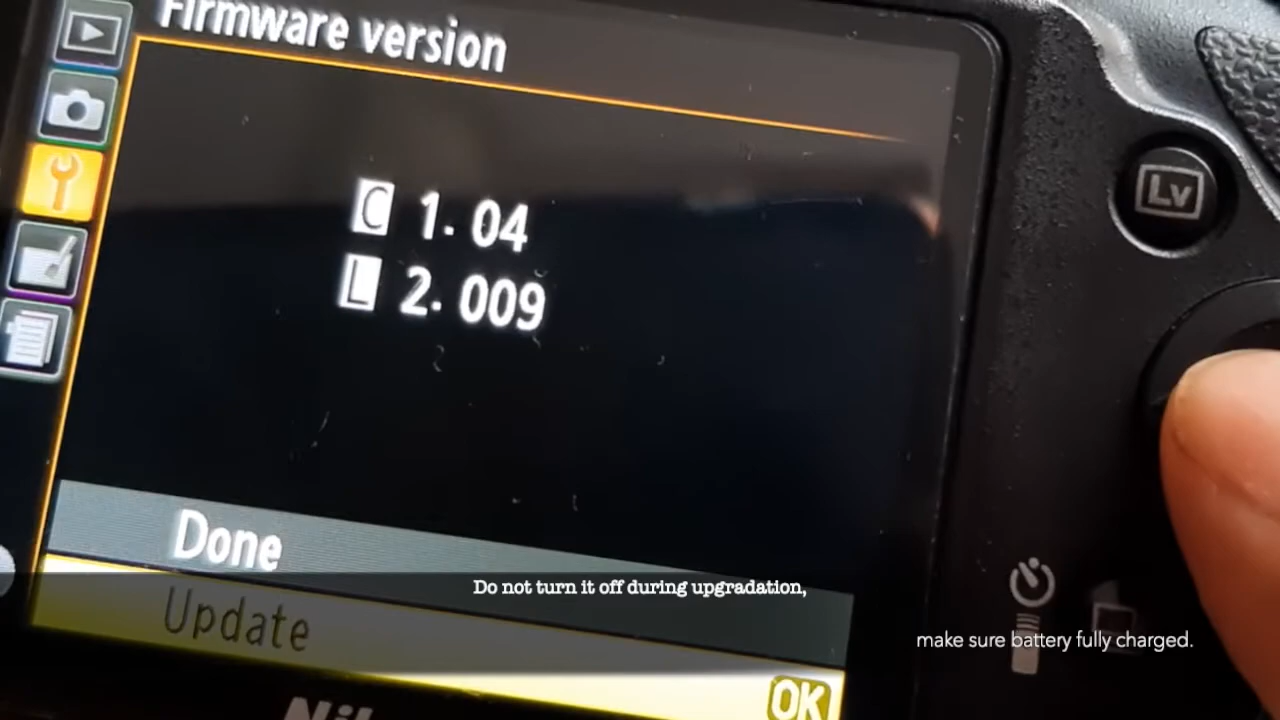 Firmware version
C 1.04
L 2.009
Lv
Done
Do not turn it off during upgradation,
Update
make sure battery fully charged.
OK